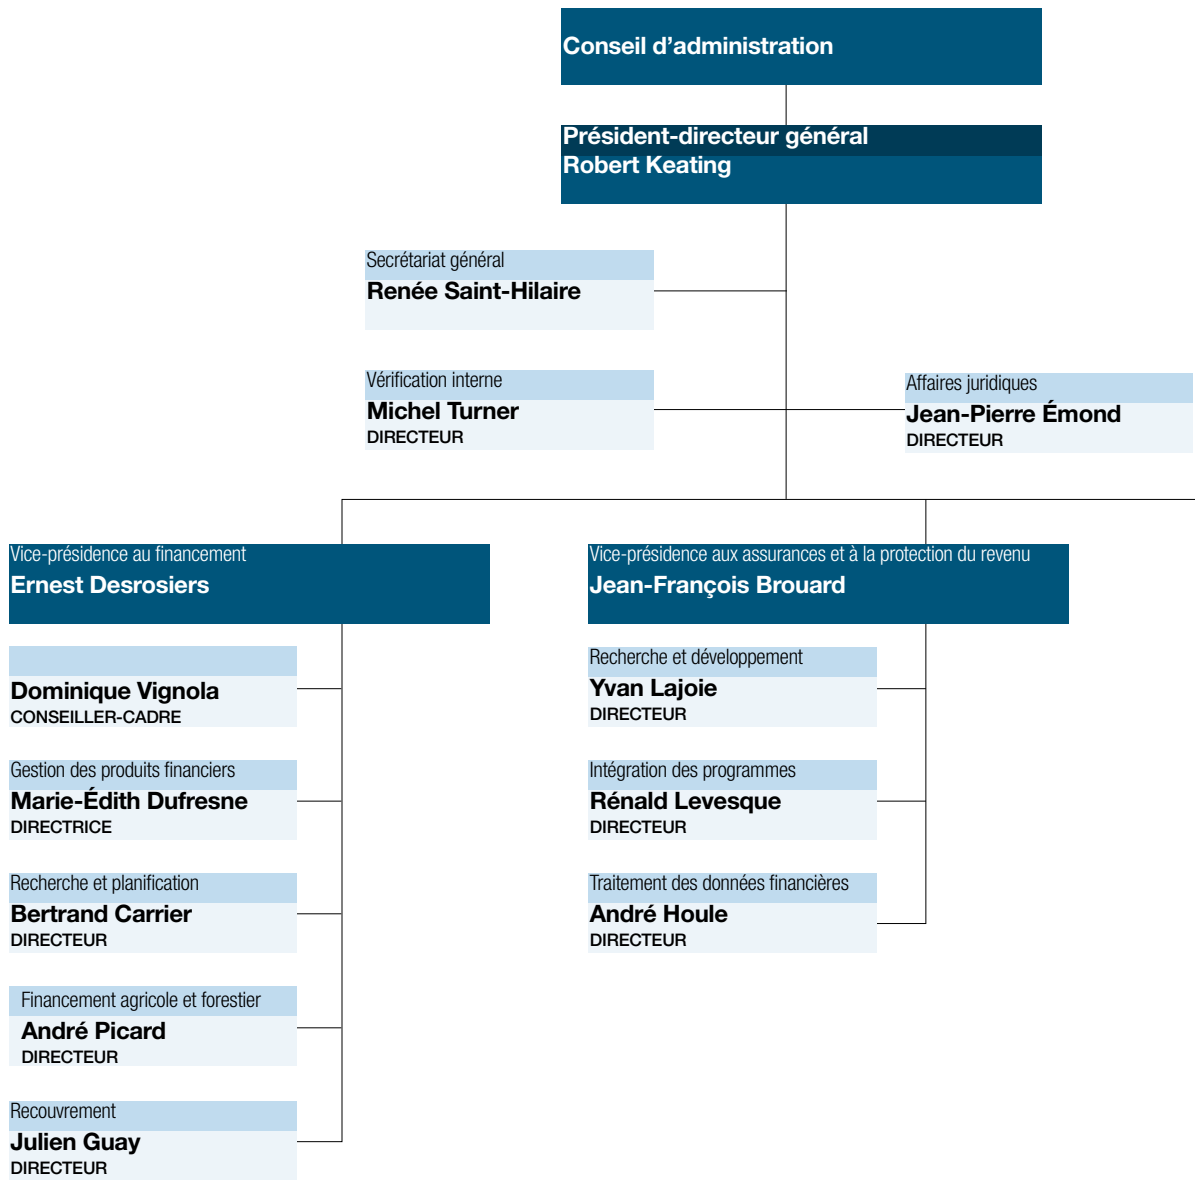 Conseil d’administration
Président-directeur général
Robert Keating
Secrétariat général
Renée Saint-Hilaire
Vérification interne
Michel Turner
DIRECTEUR
Affaires juridiques
Jean-Pierre Émond
DIRECTEUR
Vice-présidence au financement
Ernest Desrosiers
Dominique Vignola
CONSEILLER-CADRE
Gestion des produits financiers
Marie-Édith Dufresne
DIRECTRICE
Recherche et planification
Bertrand Carrier
DIRECTEUR
Financement agricole et forestier
André Picard
DIRECTEUR
Recouvrement
Julien Guay
DIRECTEUR
Vice-présidence aux assurances et à la protection du revenu
Jean-François Brouard
Recherche et développement
Yvan Lajoie
DIRECTEUR
Intégration des programmes
Rénald Levesque
DIRECTEUR
Traitement des données financières
André Houle
DIRECTEUR